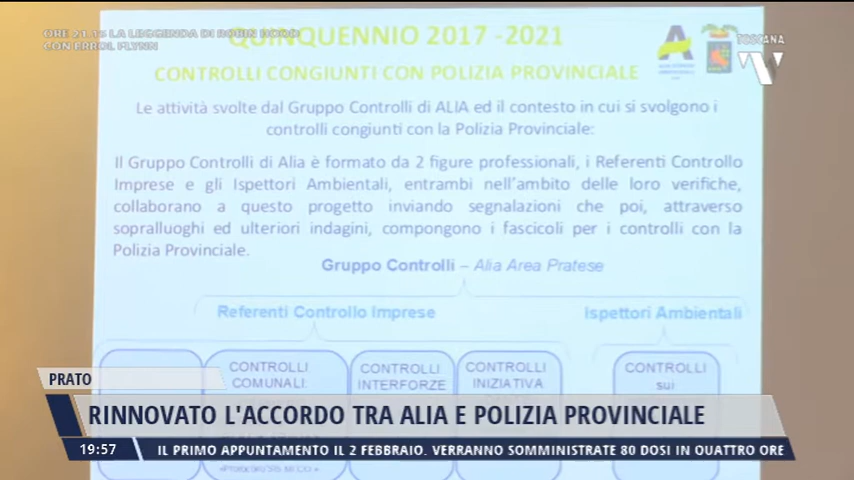 ORE 21.15 LA LEGGENDA DI ROBIN HOOD
CON ERROL FLYNN
QUINQUENNIO 2017 -2021
CONTROLLI CONGIUNTI CON POLIZIA PROVINCIALE
TOSCANA
TV
Le attività svolte dal Gruppo Controlli di ALIA ed il contesto in cui si svolgono i
controlli congiunti con la Polizia Provinciale:
Il Gruppo Controlli di Alia è formato da 2 figure professionali, i Referenti Controllo
Imprese e gli Ispettori Ambientali, entrambi nell'ambito delle loro verifiche,
collaborano a questo progetto inviando segnalazioni che poi, attraverso
sopralluoghi ed ulteriori indagini, compongono i fascicoli per i controlli con la
Polizia Provinciale.
Gruppo Controlli – Alia Area Pratese
Referenti Controllo Imprese
Ispettori Ambientali
CONTROLLI
COMUNALI:
CONTROLLI
INTERFORZE
CONTROLLI
INIZIATIVA
CONTROLLI
sui
PRATO
RINNOVATO L'ACCORDO TRA ALIA E POLIZIA PROVINCIALE
19:57
IL PRIMO APPUNTAMENTO IL 2 FEBBRAIO. VERRANNO SOMMINISTRATE 80 DOSI IN QUATTRO ORE